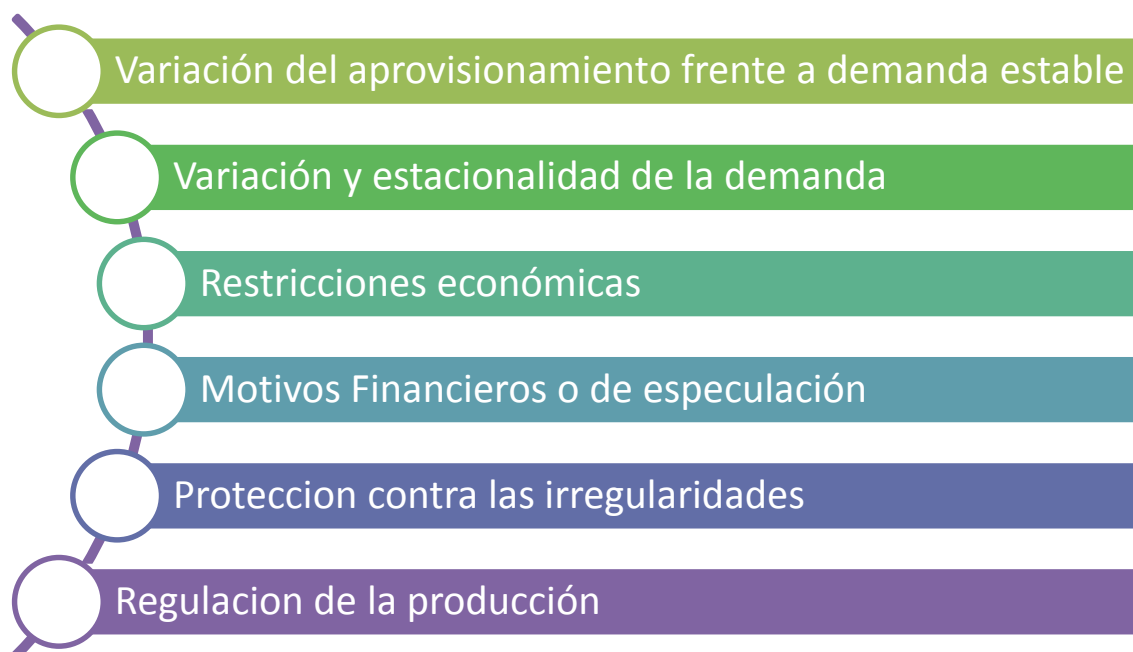 Variación del aprovisionamiento frente a demanda estable
Variación y estacionalidad de la demanda
Restricciones económicas
Motivos Financieros o de especulación
Proteccion contra las irregularidades
Regulacion de la producción